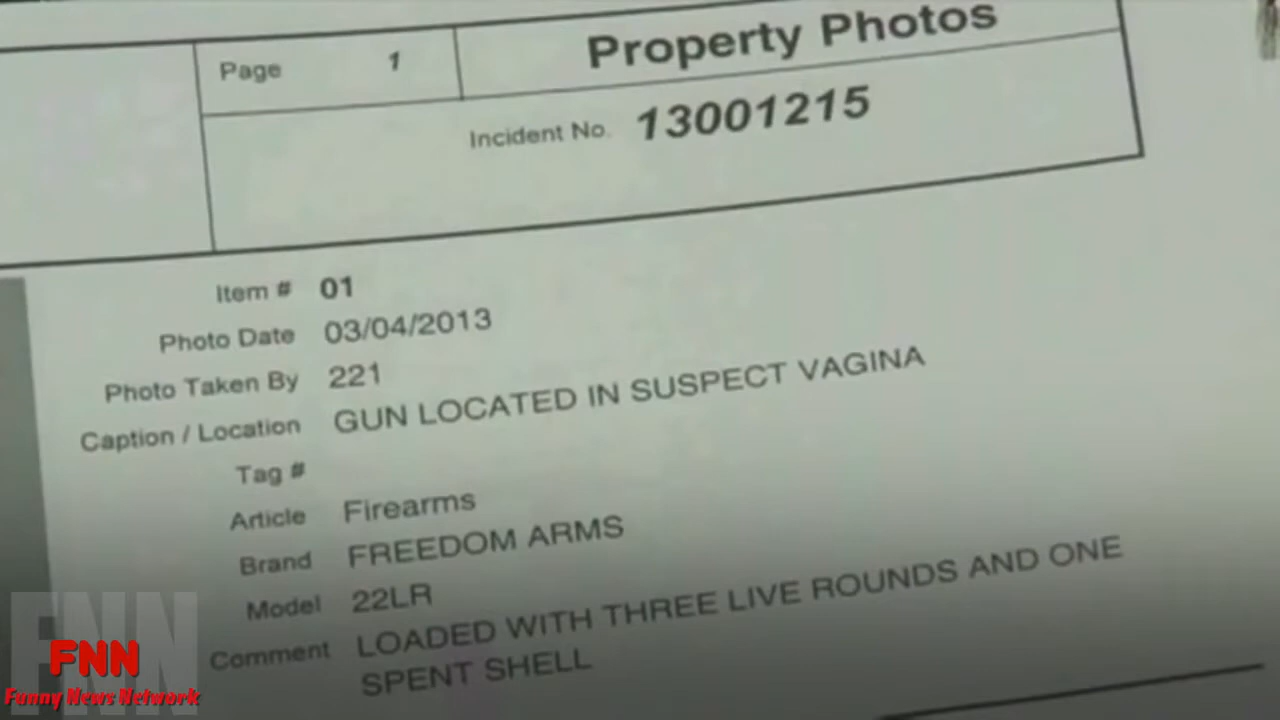 Page 1 Property Photos
Incident No. 13001215
Item # 01
Photo Date 03/04/2013
Photo Taken By 221
Caption / Location GUN LOCATED IN SUSPECT VAGINA
Tag #
Article Firearms
Brand FREEDOM ARMS
Model 22LR
Comment LOADED WITH THREE LIVE ROUNDS AND ONE
SPENT SHELL
FNN
FNN
Funny News Network